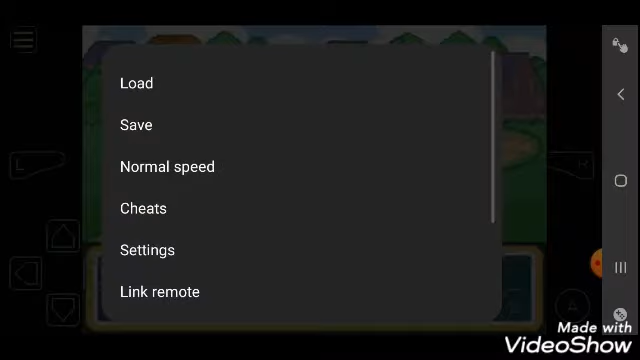 Load
Save
Normal speed
Cheats
Settings
Link remote
L
R
A
Made with
VideoShow